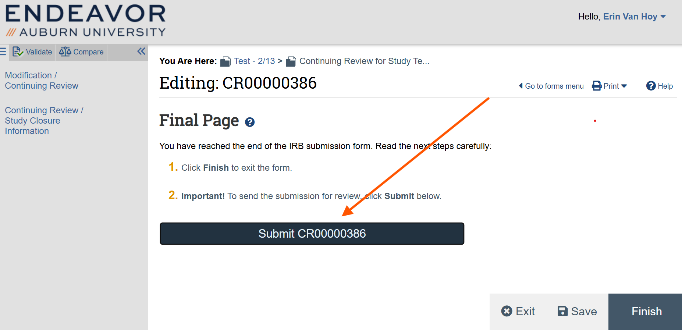 ENDEAVOR
// AUBURN UNIVERSITY
Hello, Erin Van Hoy
Validate Compare «
Modification /
Continuing Review
Continuing Review /
Study Closure
Information
You Are Here: Test - 2/13 > Continuing Review for Study Te...
Editing: CR00000386
Go to forms menu Print Help
Final Page
You have reached the end of the IRB submission form. Read the next steps carefully:
1. Click Finish to exit the form.
2. Important! To send the submission for review, click Submit below.
Submit CR00000386
Exit Save Finish